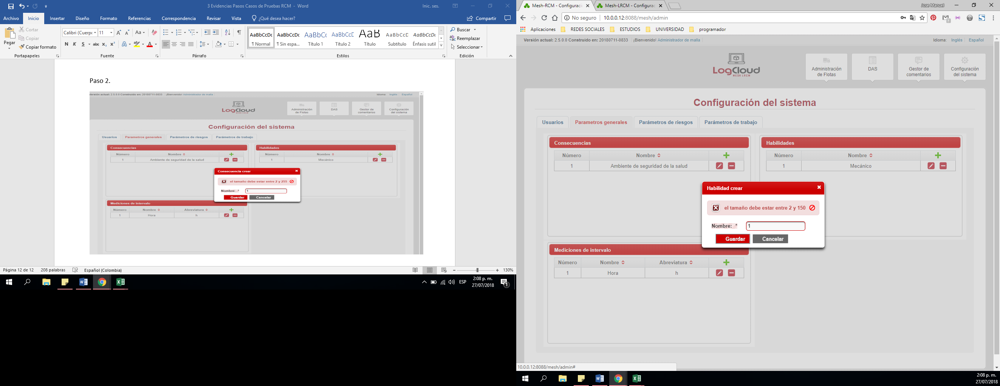 3 Evidencias Pasos Casos de Pruebas RCM - Word
Inic. ses.
Archivo Inicio Insertar Diseño Formato Referencias Correspondencia Revisar Vista ¿Qué desea hacer? Compartir
Pegar
Cortar
Copiar
Copiar formato
Portapapeles
Calibri (Cuerpo 11
Aa
N K S abc x₂ x² A A
Fuente
Párrafo
AaBbCcDc AaBbCcDc AaBbC( AaBbCcC AaB AaBbCcC AaBbCcDc
¶ Normal ¶ Sin espa... Título 1 Título 2 Título Subtítulo Énfasis sutil
Estilos
Buscar
Reemplazar
Seleccionar
Edición
Paso 2.
Versión actual: 2.5.0.0 Construido en: 20180711-0833 ¡Bienvenido! Administrador de malla
Idioma: Inglés Español
LogCloud
MESH LRCM
Administración de Flotas
DAS
Gestor de comentarios
Configuración del sistema
Configuración del sistema
Usuarios Parametros generales Parámetros de riesgos Parámetros de trabajo
Consecuencias
Número Nombre
1 Ambiente de seguridad de la salud
Habilidades
Número Nombre
1 Mecánico
Consecuencia crear
el tamaño debe estar entre 2 y 255
Nombre: * 1
Guardar Cancelar
Mediciones de intervalo
Número Nombre Abreviatura
1 Hora h
Página 12 de 12 208 palabras Español (Colombia) 130%
ESP
2:08 p. m.
27/07/2018
1
Mesh-RCM - Configuraci
Mesh-LRCM - Configurac
Jose Manuel
No seguro 10.0.0.12:8088/mesh/admin
Aplicaciones REDES SOCIALES ESTUDIOS UNIVERSIDAD programador
Versión actual: 2.5.0.0 Construido en: 20180711-0833 ¡Bienvenido! Administrador de malla
Idioma: Inglés Español
LogCloud
MESH LRCM
Administración
de Flotas
DAS
Gestor de
comentarios
Configuración
del sistema
Configuración del sistema
Usuarios Parametros generales Parámetros de riesgos Parámetros de trabajo
Consecuencias
Número Nombre
1 Ambiente de seguridad de la salud
Habilidades
Número Nombre
1 Mecánico
Habilidad crear
el tamaño debe estar entre 2 y 150
Nombre: * 1
Guardar Cancelar
Mediciones de intervalo
Número Nombre Abreviatura
1 Hora h
10.0.0.12:8088/mesh/admin#
2:08 p. m.
27/07/2018